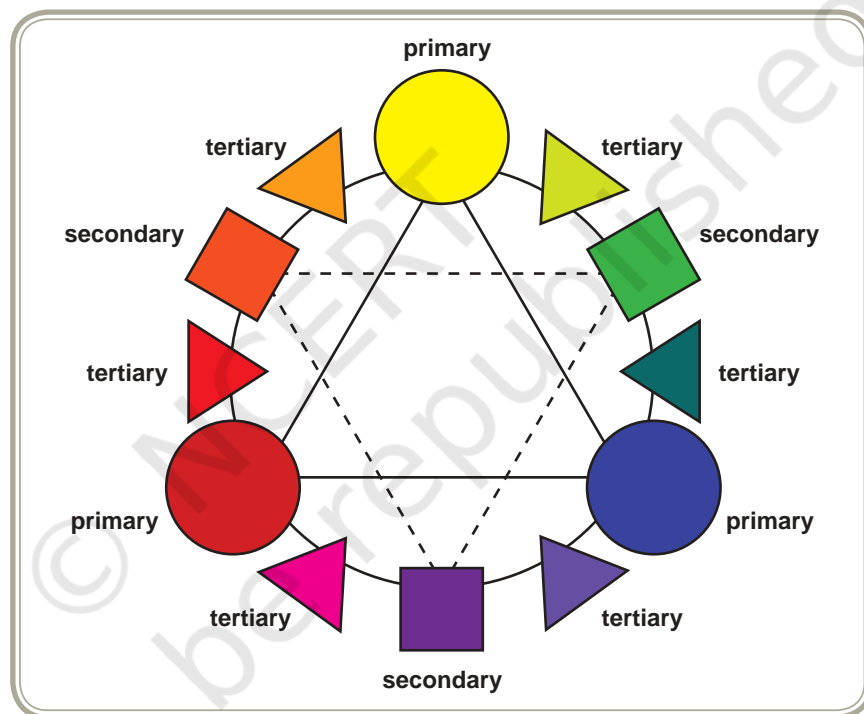 primary
tertiary
tertiary
secondary
secondary
tertiary
tertiary
primary
primary
tertiary
tertiary
secondary
© NCERT
be republished